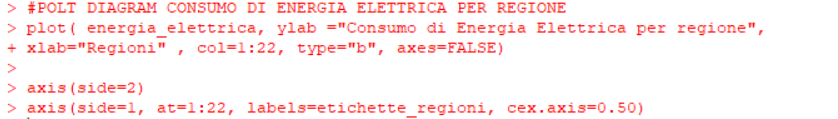 > #POLT DIAGRAM CONSUMO DI ENERGIA ELETTRICA PER REGIONE
> plot( energia_elettrica, ylab ="Consumo di Energia Elettrica per regione",
+ xlab="Regioni" , col=1:22, type="b", axes=FALSE)
>
> axis(side=2)
> axis(side=1, at=1:22, labels=etichette_regioni, cex.axis=0.50)